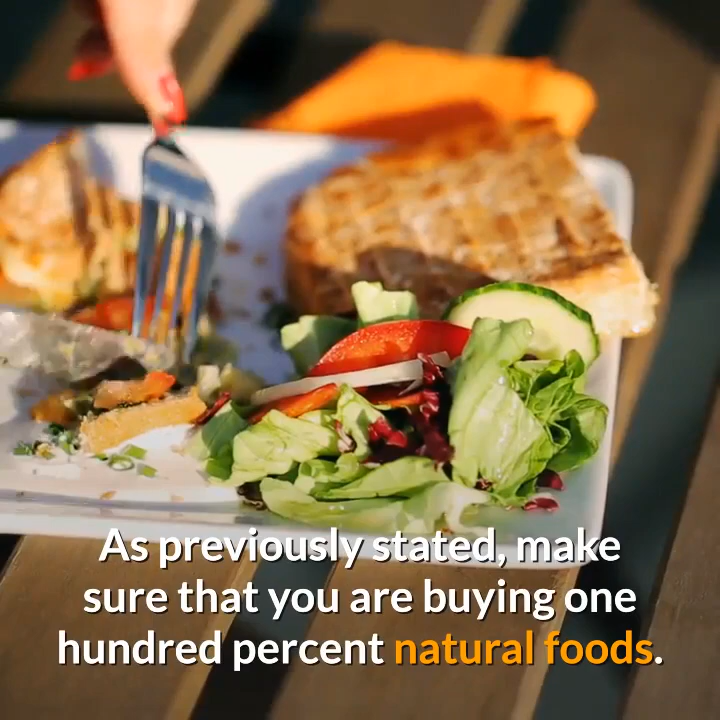 As previously stated, make
sure that you are buying one
hundred percent natural foods.